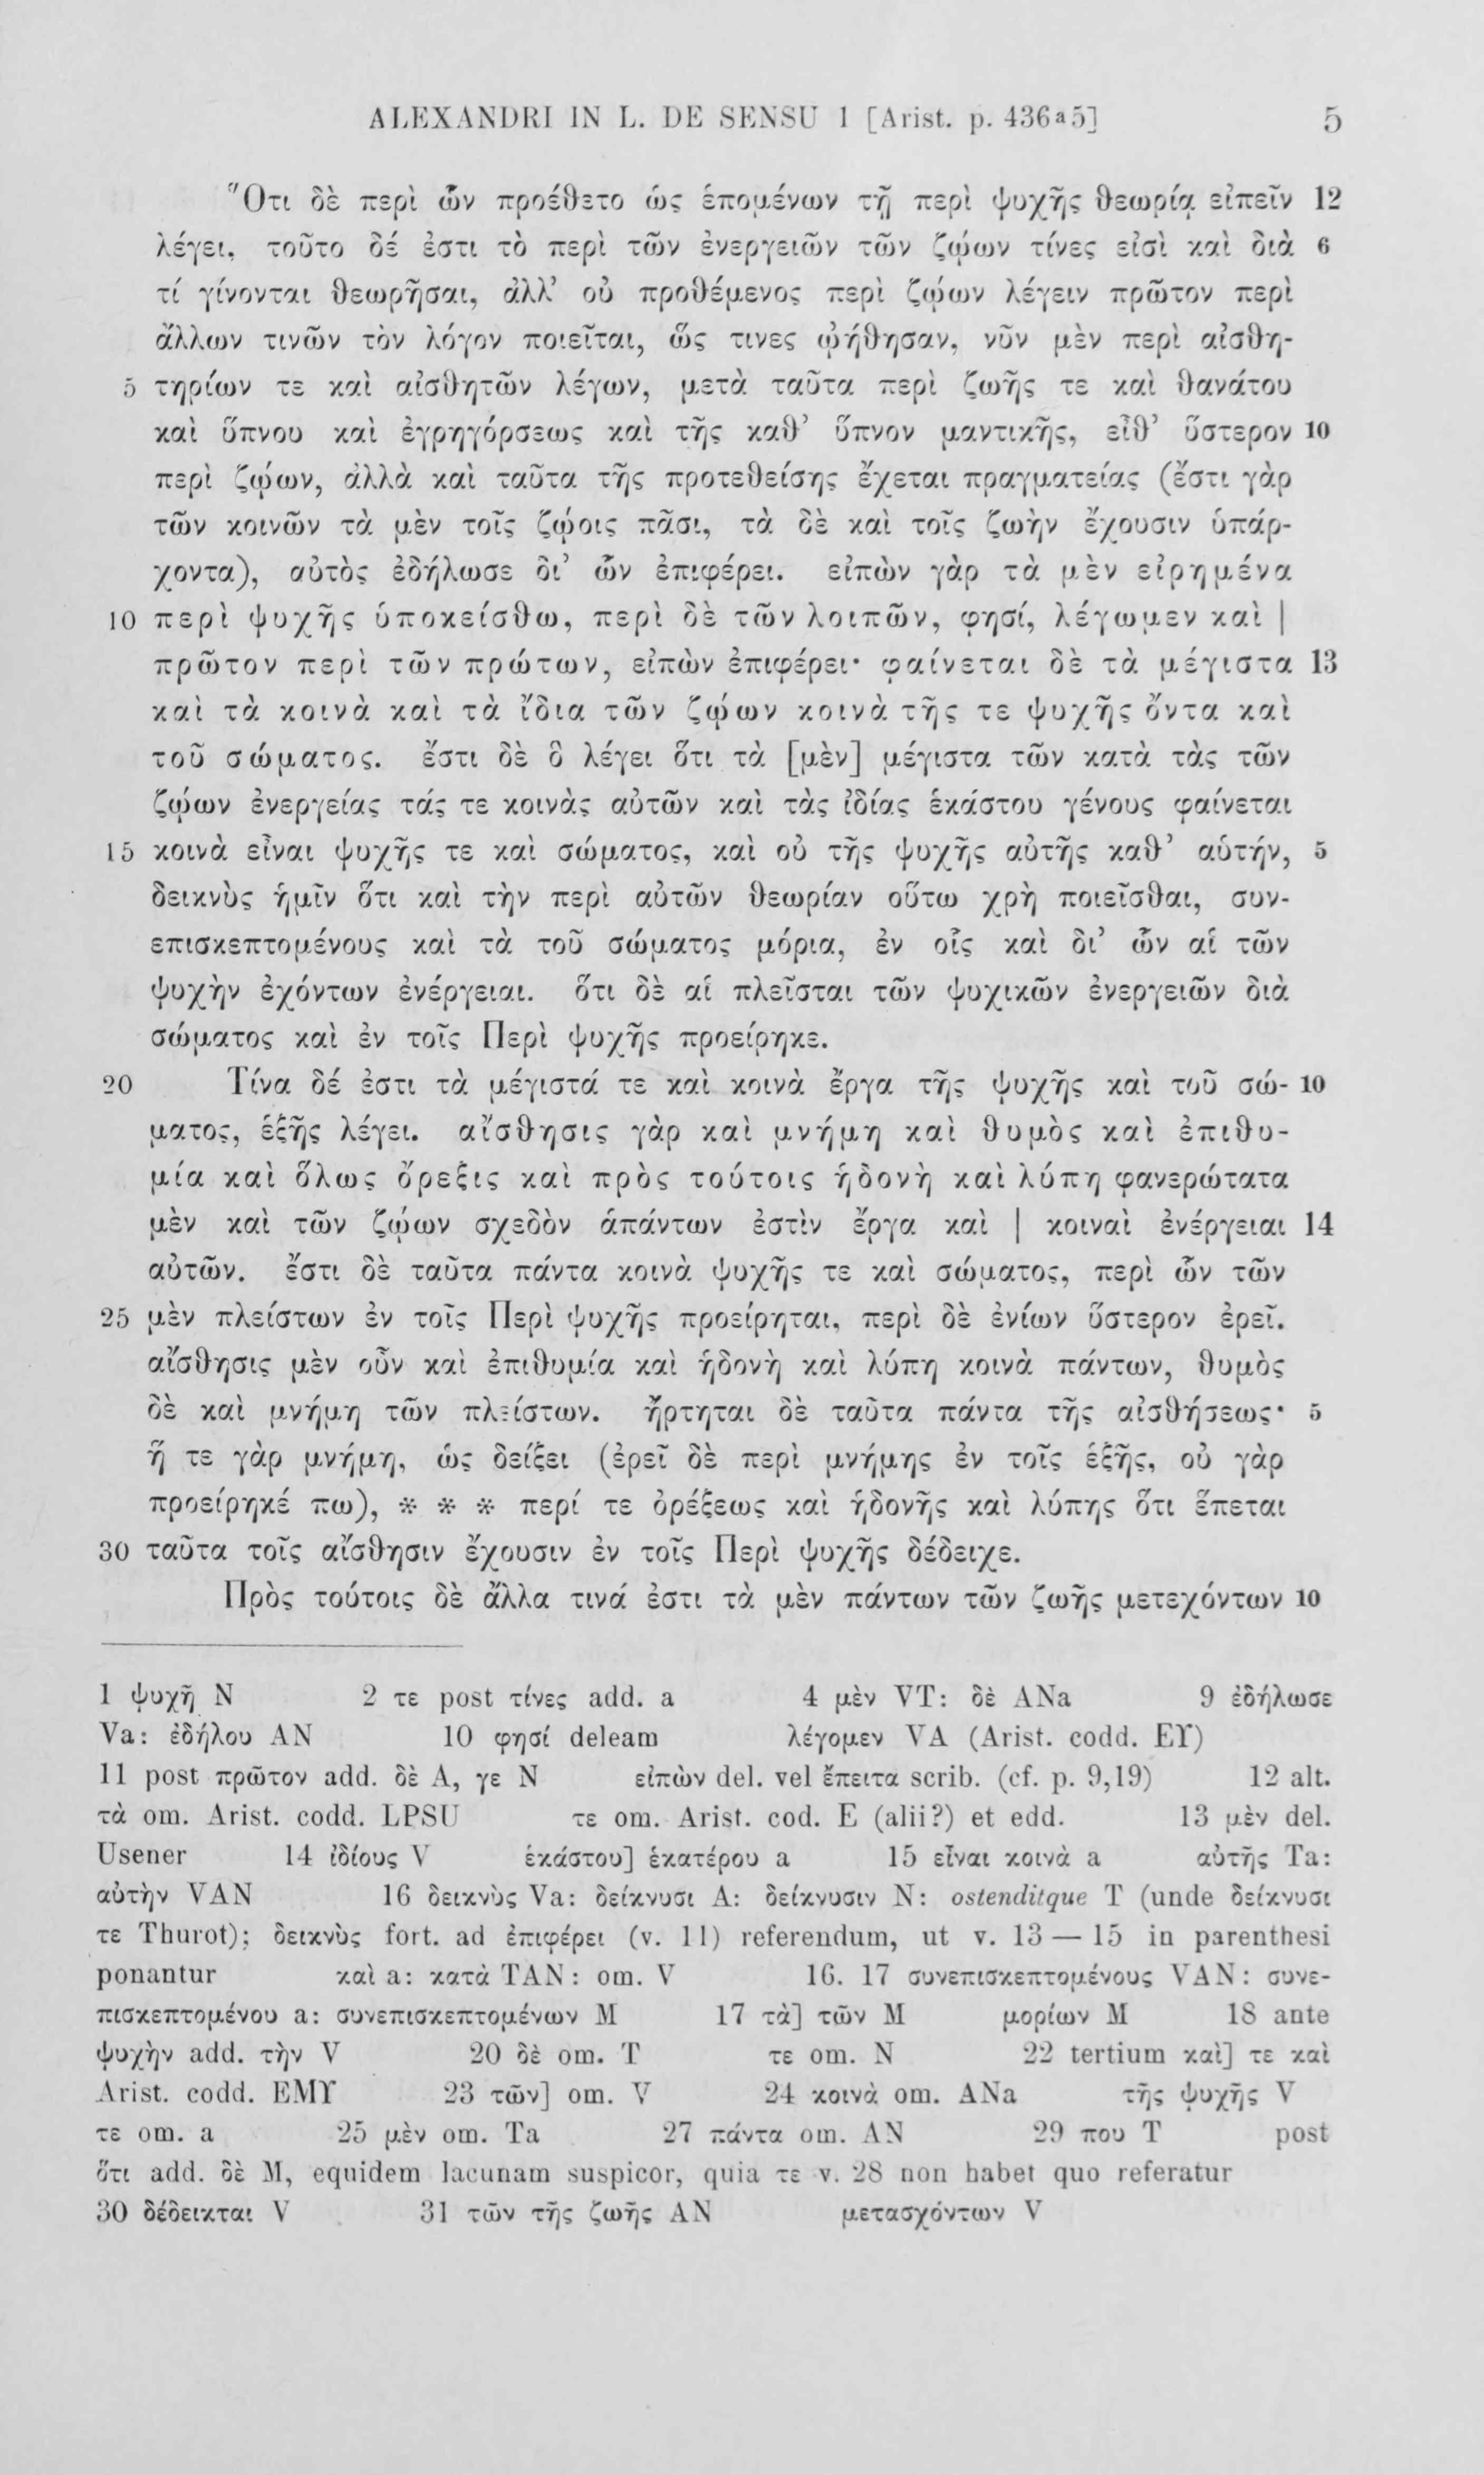 ALEXANDRI IN L. DE SENSU 1 [Arist. p. 436ª5] 5
Ὅτι δὲ περὶ ὧν προέθετο ὡς ἑπομένων τῇ περὶ ψυχῆς θεωρίᾳ εἰπεῖν 12
λέγει, τοῦτο δέ ἐστι τὸ περὶ τῶν ἐνεργειῶν τῶν ζῴων τίνες εἰσὶ καὶ διὰ 6
τί γίνονται θεωρῆσαι, ἀλλ’ οὐ προθέμενος περὶ ζῴων λέγειν πρῶτον περὶ
ἄλλων τινῶν τὸν λόγον ποιεῖται, ὥς τινες ᾠήθησαν, νῦν μὲν περὶ αἰσθη-
5 τηρίων τε καὶ αἰσθητῶν λέγων, μετὰ ταῦτα περὶ ζωῆς τε καὶ θανάτου
καὶ ὕπνου καὶ ἐγρηγόρσεως καὶ τῆς καθ’ ὕπνον μαντικῆς, εἶθ’ ὕστερον 10
περὶ ζῴων, ἀλλὰ καὶ ταῦτα τῆς προτεθείσης ἔχεται πραγματείας (ἔστι γὰρ
τῶν κοινῶν τὰ μὲν τοῖς ζῴοις πᾶσι, τὰ δὲ καὶ τοῖς ζωὴν ἔχουσιν ὑπάρ-
χοντα), αὐτὸς ἐδήλωσε δι’ ὧν ἐπιφέρει. εἰπὼν γὰρ τὰ μὲν εἰρημένα
10 περὶ ψυχῆς ὑποκείσθω, περὶ δὲ τῶν λοιπῶν, φησί, λέγωμεν καὶ |
πρῶτον περὶ τῶν πρώτων, εἰπὼν ἐπιφέρει· φαίνεται δὲ τὰ μέγιστα 13
καὶ τὰ κοινὰ καὶ τὰ ἴδια τῶν ζῴων κοινὰ τῆς τε ψυχῆς ὄντα καὶ
τοῦ σώματος. ἔστι δὲ ὃ λέγει ὅτι τὰ [μὲν] μέγιστα τῶν κατὰ τὰς τῶν
ζῴων ἐνεργείας τάς τε κοινὰς αὐτῶν καὶ τὰς ἰδίας ἑκάστου γένους φαίνεται
15 κοινὰ εἶναι ψυχῆς τε καὶ σώματος, καὶ οὐ τῆς ψυχῆς αὐτῆς καθ’ αὑτήν, 5
δεικνὺς ἡμῖν ὅτι καὶ τὴν περὶ αὐτῶν θεωρίαν οὕτω χρὴ ποιεῖσθαι, συν-
επισκεπτομένους καὶ τὰ τοῦ σώματος μόρια, ἐν οἷς καὶ δι’ ὧν αἱ τῶν
ψυχὴν ἐχόντων ἐνέργειαι. ὅτι δὲ αἱ πλεῖσται τῶν ψυχικῶν ἐνεργειῶν διὰ
σώματος καὶ ἐν τοῖς Περὶ ψυχῆς προείρηκε.
20 Τίνα δέ ἐστι τὰ μέγιστά τε καὶ κοινὰ ἔργα τῆς ψυχῆς καὶ τοῦ σώ- 10
ματος, ἑξῆς λέγει. αἴσθησις γὰρ καὶ μνήμη καὶ θυμὸς καὶ ἐπιθυ-
μία καὶ ὅλως ὄρεξις καὶ πρὸς τούτοις ἡδονὴ καὶ λύπη φανερώτατα
μὲν καὶ τῶν ζῴων σχεδὸν ἁπάντων ἐστὶν ἔργα καὶ | κοιναὶ ἐνέργειαι 14
αὐτῶν. ἔστι δὲ ταῦτα πάντα κοινὰ ψυχῆς τε καὶ σώματος, περὶ ὧν τῶν
25 μὲν πλείστων ἐν τοῖς Περὶ ψυχῆς προείρηται, περὶ δὲ ἐνίων ὕστερον ἐρεῖ.
αἴσθησις μὲν οὖν καὶ ἐπιθυμία καὶ ἡδονὴ καὶ λύπη κοινὰ πάντων, θυμὸς
δὲ καὶ μνήμη τῶν πλείστων. ἤρτηται δὲ ταῦτα πάντα τῆς αἰσθήσεως· 5
ἥ τε γὰρ μνήμη, ὡς δείξει (ἐρεῖ δὲ περὶ μνήμης ἐν τοῖς ἑξῆς, οὐ γὰρ
προείρηκέ πω), * * * περί τε ὀρέξεως καὶ ἡδονῆς καὶ λύπης ὅτι ἕπεται
30 ταῦτα τοῖς αἴσθησιν ἔχουσιν ἐν τοῖς Περὶ ψυχῆς δέδειχε.
Πρὸς τούτοις δὲ ἄλλα τινά ἐστι τὰ μὲν πάντων τῶν ζωῆς μετεχόντων 10
1 ψυχῇ N 2 τε post τίνες add. a 4 μὲν VT: δὲ ANa 9 ἐδήλωσε
Va: ἐδήλου AN 10 φησί deleam λέγομεν VA (Arist. codd. EΥ)
11 post πρῶτον add. δὲ A, γε N εἰπὼν del. vel ἔπειτα scrib. (cf. p. 9,19) 12 alt.
τὰ om. Arist. codd. LPSU τε om. Arist. cod. E (alii?) et edd. 13 μὲν del.
Usener 14 ἰδίους V ἑκάστου] ἑκατέρου a 15 εἶναι κοινὰ a αὐτῆς Ta:
αὐτὴν VAN 16 δεικνὺς Va: δείκνυσι A: δείκνυσιν N: ostenditque T (unde δείκνυσι
τε Thurot); δεικνὺς fort. ad ἐπιφέρει (v. 11) referendum, ut v. 13 — 15 in parenthesi
ponantur καὶ a: κατὰ TAN: om. V 16. 17 συνεπισκεπτομένους VAN: συνε-
πισκεπτομένου a: συνεπισκεπτομένων M 17 τὰ] τῶν M μορίων M 18 ante
ψυχὴν add. τὴν V 20 δὲ om. T τε om. N 22 tertium καὶ] τε καὶ
Arist. codd. EMΥ 23 τῶν] om. V 24 κοινὰ om. ANa τῆς ψυχῆς V
τε om. a 25 μὲν om. Ta 27 πάντα om. AN 29 που T post
ὅτι add. δὲ M, equidem lacunam suspicor, quia τε v. 28 non habet quo referatur
30 δέδεικται V 31 τῶν τῆς ζωῆς AN μετασχόντων V